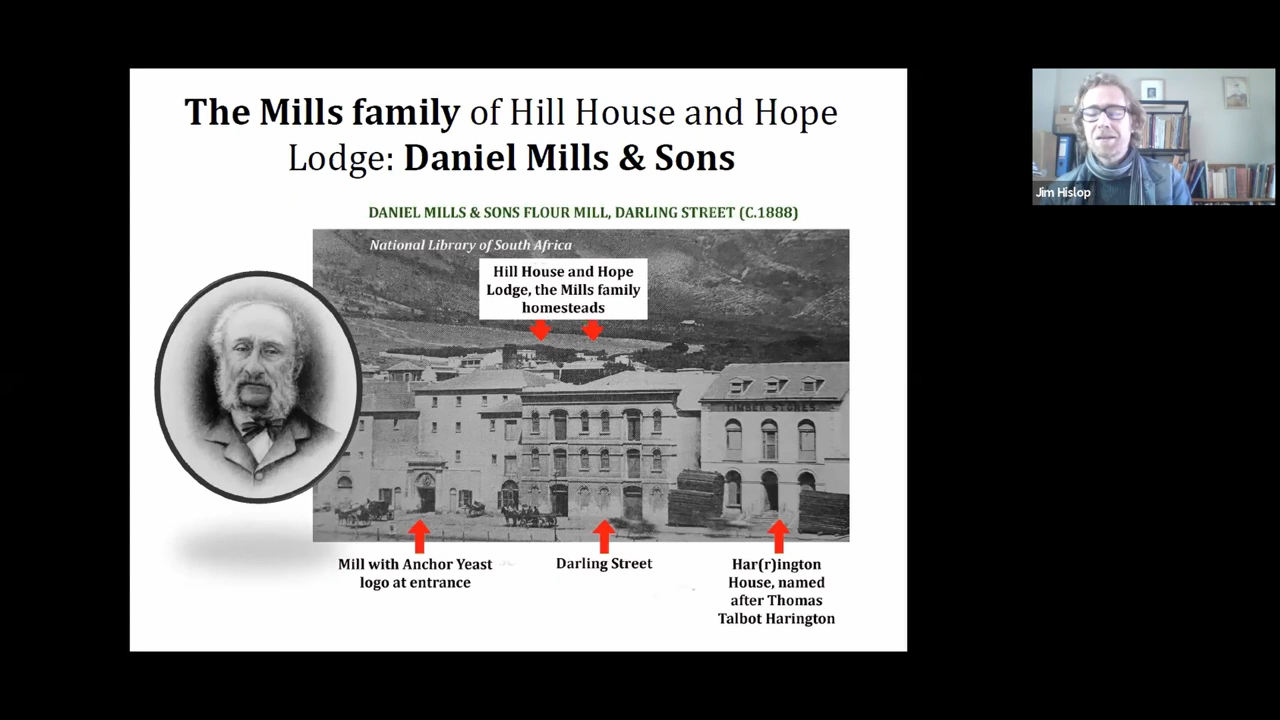 The Mills family of Hill House and Hope
Lodge: Daniel Mills & Sons
DANIEL MILLS & SONS FLOUR MILL, DARLING STREET (C.1888)
National Library of South Africa
Hill House and Hope
Lodge, the Mills family
homesteads
TIMBER STORES
Mill with Anchor Yeast
logo at entrance
Darling Street
Har(r)ington
House, named
after Thomas
Talbot Harington
Jim Hislop